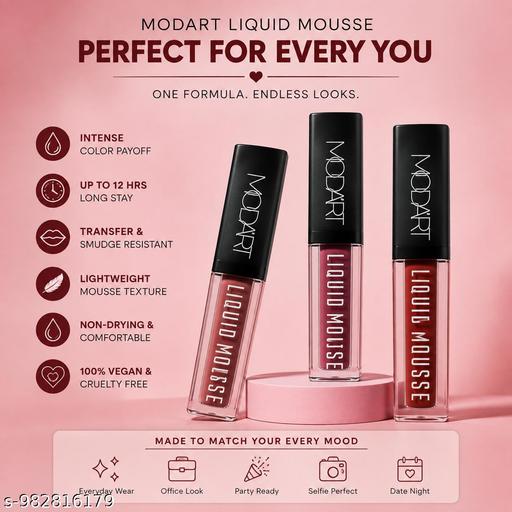 MODART LIQUID MOUSSE
PERFECT FOR EVERY YOU
ONE FORMULA. ENDLESS LOOKS.
INTENSE
COLOR PAYOFF
UP TO 12 HRS
LONG STAY
TRANSFER &
SMUDGE RESISTANT
LIGHTWEIGHT
MOUSSE TEXTURE
NON-DRYING &
COMFORTABLE
100% VEGAN &
CRUELTY FREE
MODART
LIQUID MOUSSE
MODART
LIQUID MOUSE
MODART
LIQUID MOUSSE
MADE TO MATCH YOUR EVERY MOOD
Everyday Wear
Office Look
Party Ready
Selfie Perfect
Date Night
s-982816179